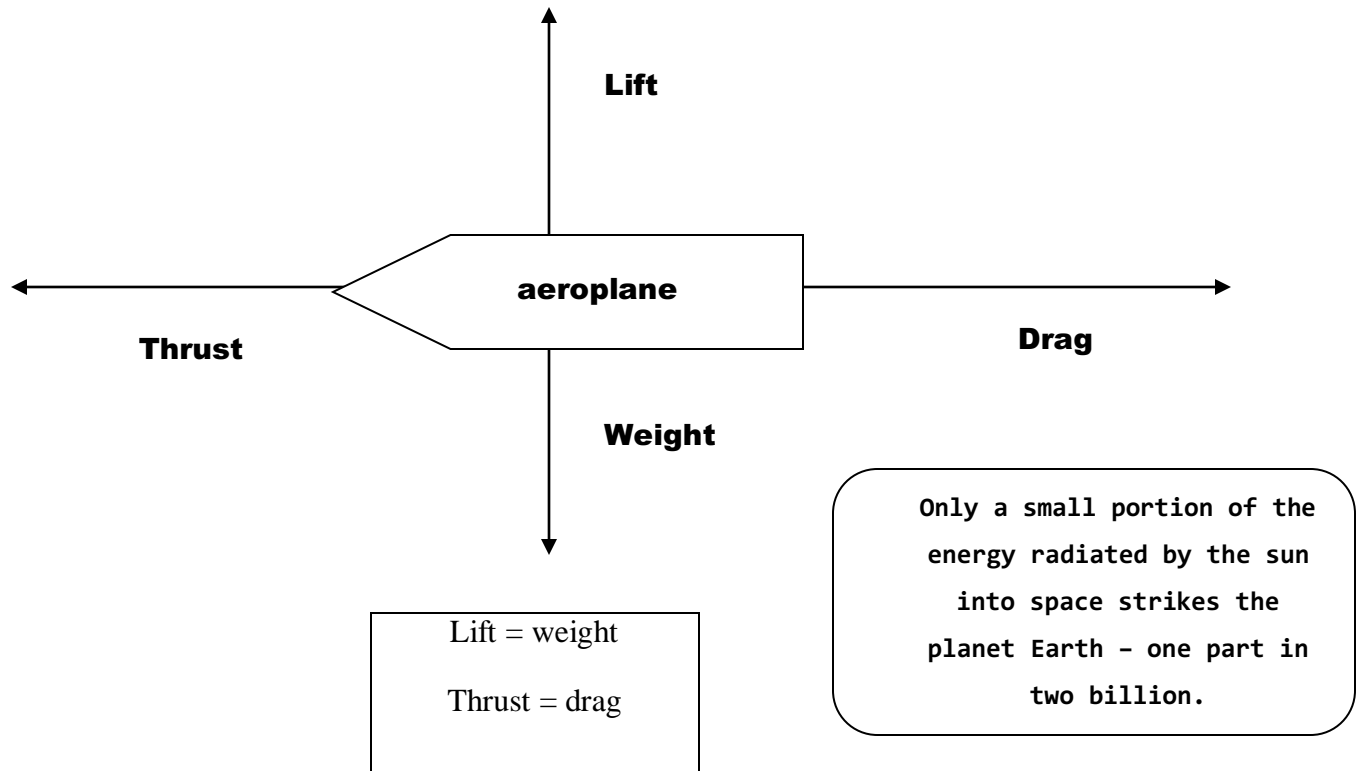 Lift
aeroplane
Thrust
Drag
Weight
Lift = weight
Thrust = drag
Only a small portion of the
energy radiated by the sun
into space strikes the
planet Earth – one part in
two billion.